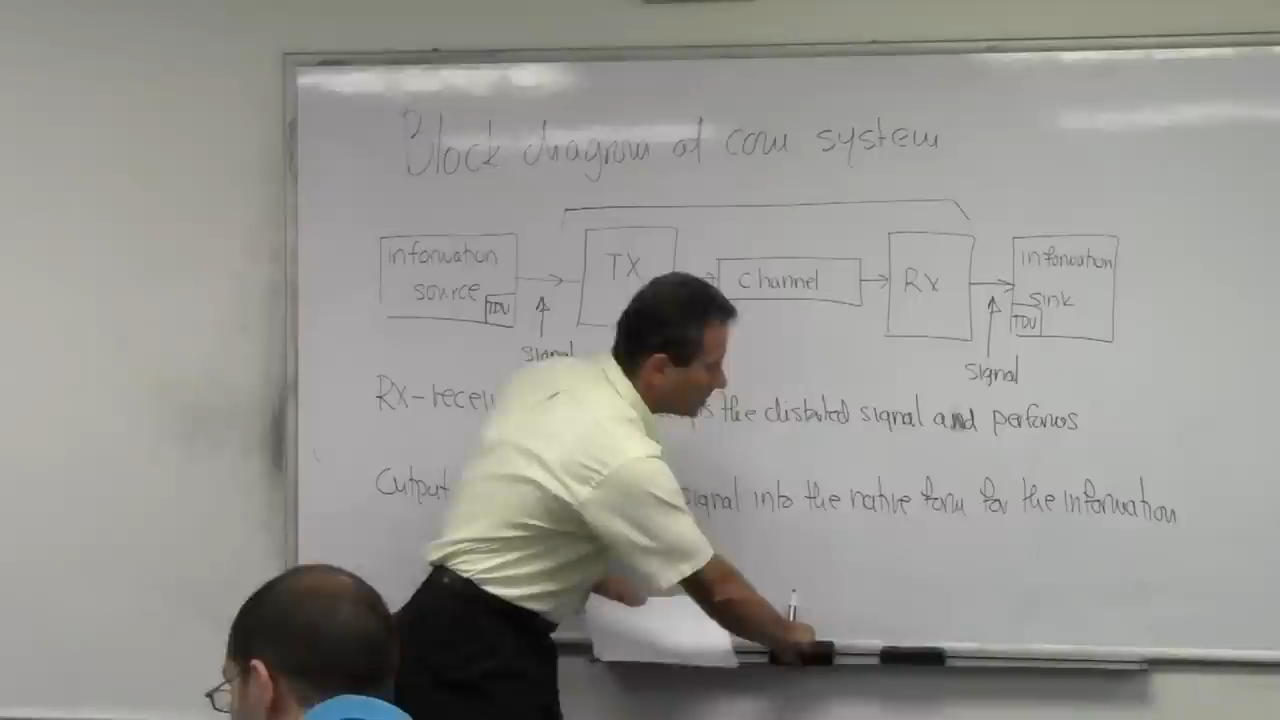 Block diagram of com system
information source TDU
TX
channel
RX
information sink TDU
signal
signal
RX- receiv the distorted signal and performs
Output signal into the native form for the information